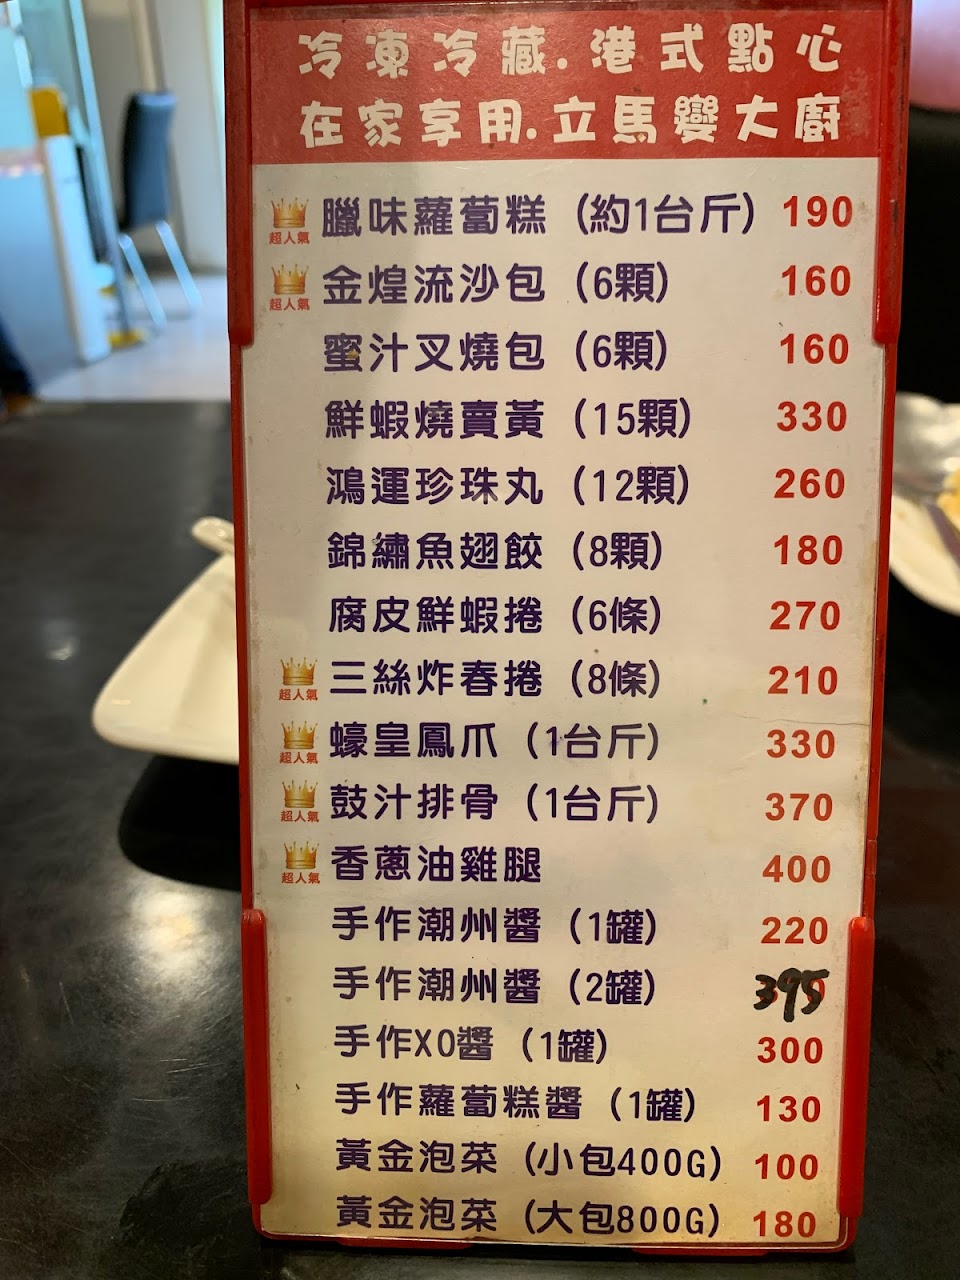 冷凍冷藏.港式點心
在家享用.立馬變大廚
超人氣 臘味蘿蔔糕 (約1台斤) 190
超人氣 金煌流沙包 (6顆) 160
蜜汁叉燒包 (6顆) 160
鮮蝦燒賣黃 (15顆) 330
鴻運珍珠丸 (12顆) 260
錦繡魚翅餃 (8顆) 180
腐皮鮮蝦捲 (6條) 270
超人氣 三絲炸春捲 (8條) 210
超人氣 蠔皇鳳爪 (1台斤) 330
超人氣 鼓汁排骨 (1台斤) 370
超人氣 香蔥油雞腿 400
手作潮州醬 (1罐) 220
手作潮州醬 (2罐) 395
手作XO醬 (1罐) 300
手作蘿蔔糕醬 (1罐) 130
黃金泡菜 (小包400G) 100
黃金泡菜 (大包800G) 180